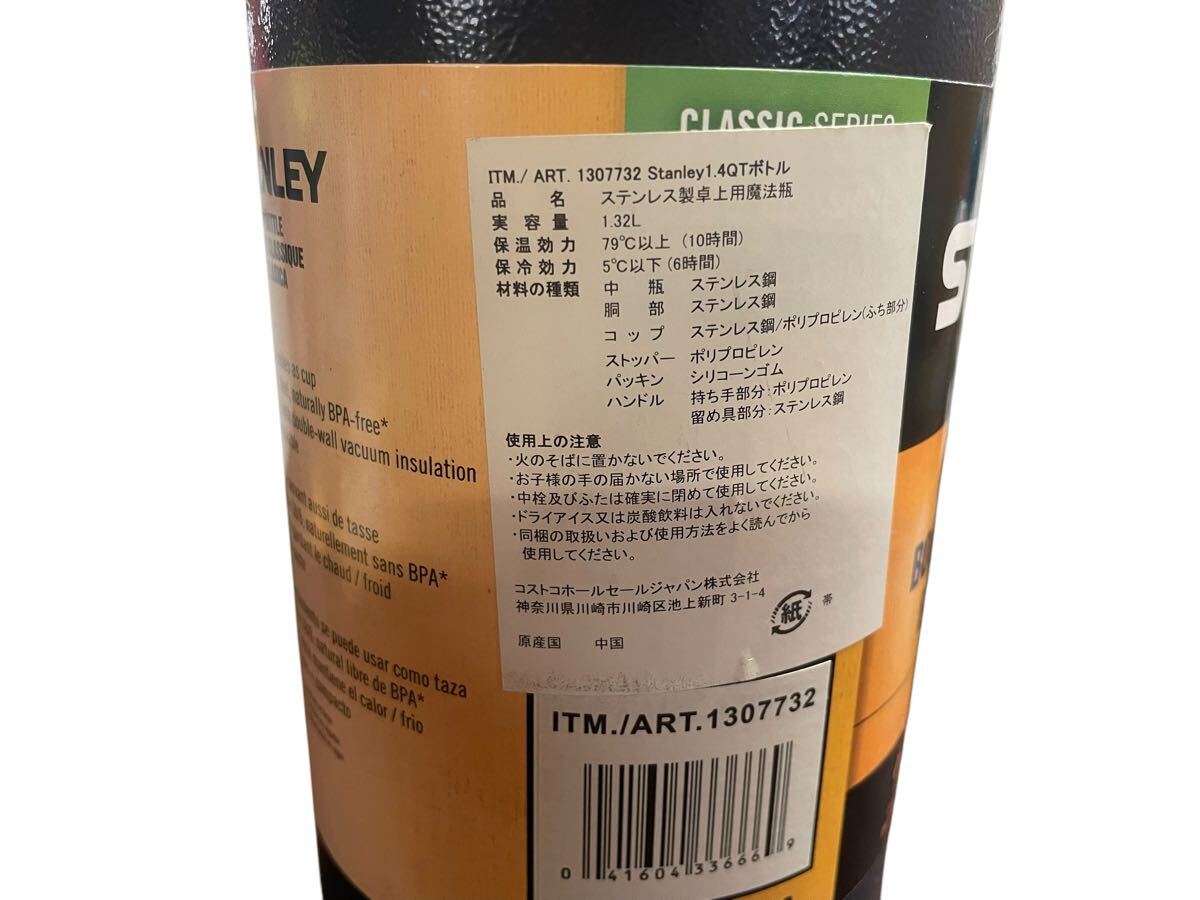 NLEY
ASSIQUE
as cup
naturally BPA-free*
double-wall vacuum insulation
aussi de tasse
naturellement sans BPA*
le chaud / froid
se puede usar como taza
natural libre de BPA*
el calor / frio
CLASSIC SERIES
ITM./ ART. 1307732 Stanley1.4QTボトル
品名 ステンレス製卓上用魔法瓶
実容量 1.32L
保温効力 79℃以上 (10時間)
保冷効力 5℃以下 (6時間)
材料の種類 中瓶 ステンレス鋼
胴部 ステンレス鋼
コップ ステンレス鋼/ポリプロピレン(ふち部分)
ストッパー ポリプロピレン
パッキン シリコーンゴム
ハンドル 持ち手部分:ポリプロピレン
留め具部分:ステンレス鋼
使用上の注意
・火のそばに置かないでください。
・お子様の手の届かない場所で使用してください。
・中栓及びふたは確実に閉めて使用してください。
・ドライアイス又は炭酸飲料は入れないでください。
・同梱の取扱いおよび使用方法をよく読んでから
使用してください。
コストコホールセールジャパン株式会社
神奈川県川崎市川崎区池上新町 3-1-4
紙 帯
原産国 中国
ITM./ART.1307732
0 41604 33666 9